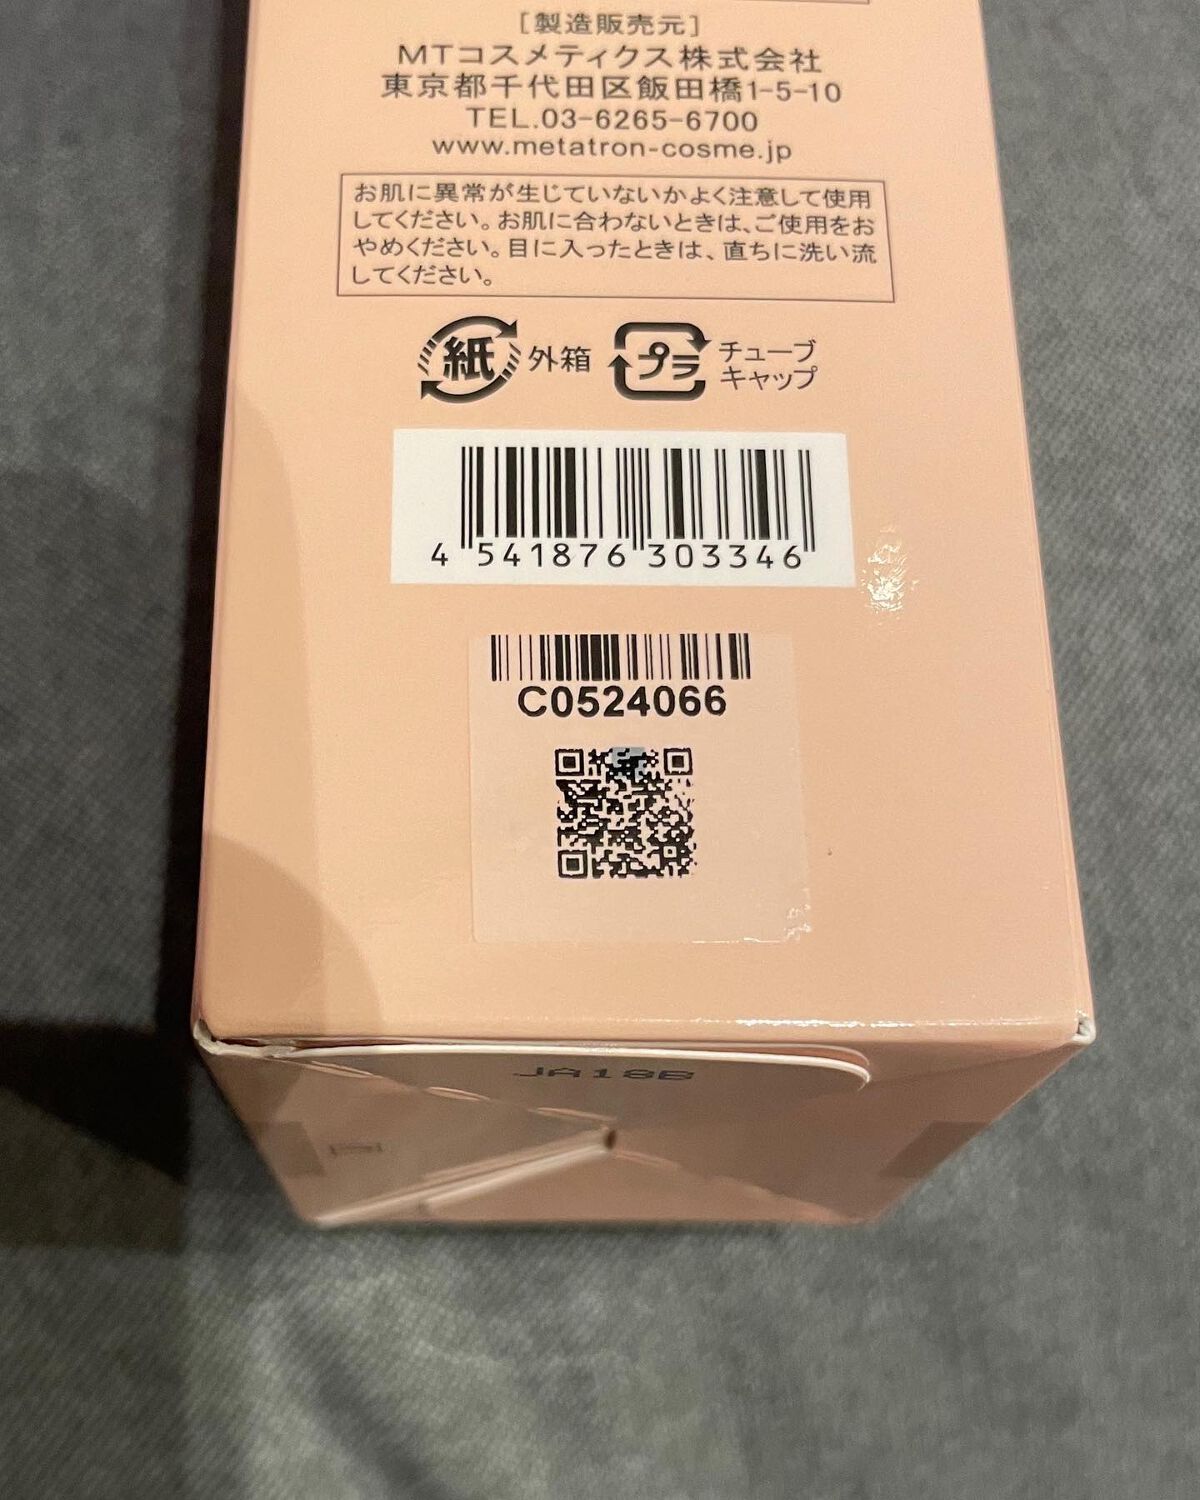 [製造販売元]
MTコスメティクス株式会社
東京都千代田区飯田橋1-5-10
TEL.03-6265-6700
www.metatron-cosme.jp
お肌に異常が生じていないかよく注意して使用
してください。お肌に合わないときは、ご使用をお
やめください。目に入ったときは、直ちに洗い流
してください。
紙 外箱 プラ チューブ
キャップ
4 541876 303346
C0524066
JA18B